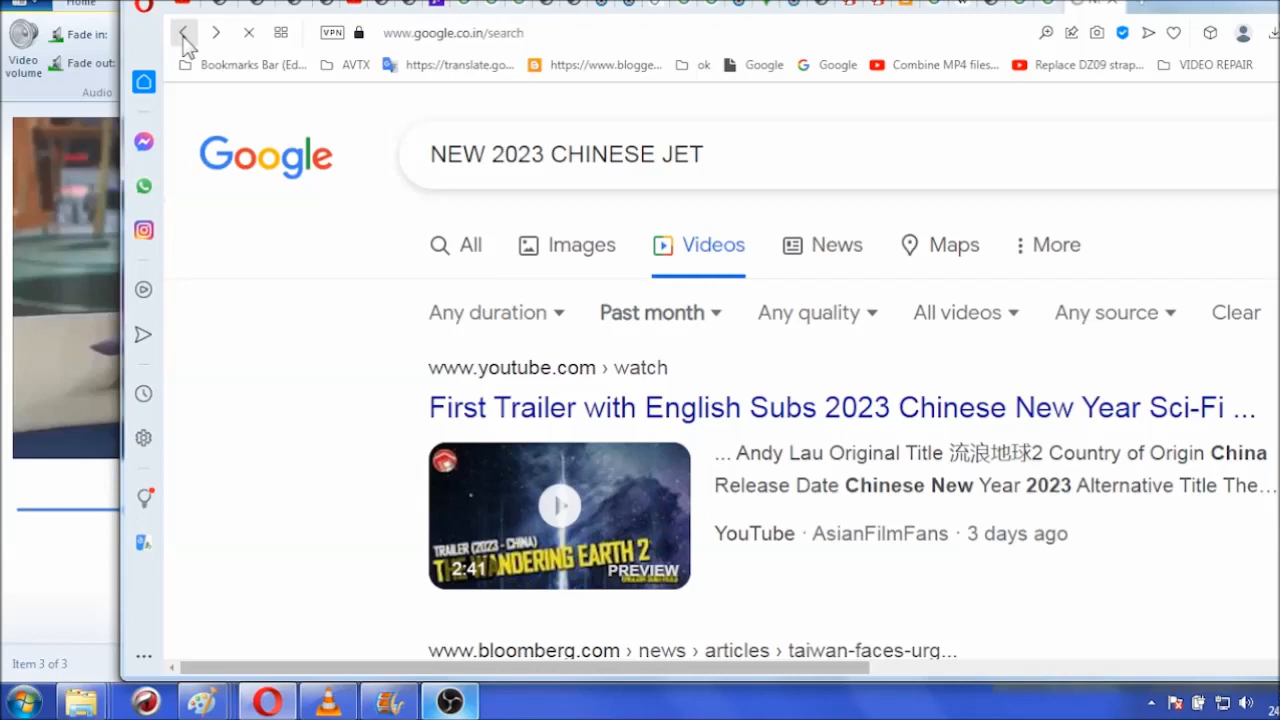 Home
Fade in:
Video
volume
Fade out:
Audio
VPN
www.google.co.in/search
Bookmarks Bar (Ed...
AVTX
https://translate.go...
https://www.blogge...
ok
Google
Google
Combine MP4 files...
Replace DZ09 strap...
VIDEO REPAIR
Google
NEW 2023 CHINESE JET
All
Images
Videos
News
Maps
More
Any duration
Past month
Any quality
All videos
Any source
Clear
www.youtube.com › watch
First Trailer with English Subs 2023 Chinese New Year Sci-Fi ...
... Andy Lau Original Title 流浪地球2 Country of Origin China
Release Date Chinese New Year 2023 Alternative Title The...
YouTube · AsianFilmFans · 3 days ago
TRAILER (2023 - CHINA)
THE WANDERING EARTH 2
2:41
PREVIEW
www.bloomberg.com › news › articles › taiwan-faces-urg...
Item 3 of 3
24